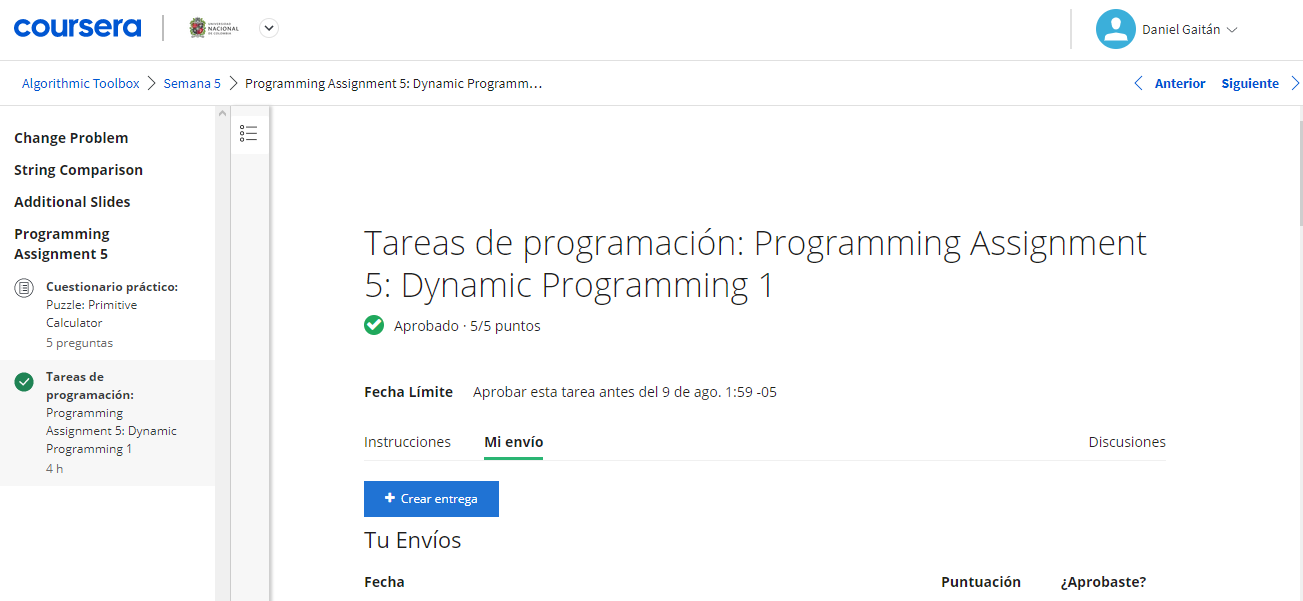 coursera
UNIVERSIDAD
NACIONAL
DE COLOMBIA
Daniel Gaitán
Algorithmic Toolbox
Semana 5
Programming Assignment 5: Dynamic Programm...
Anterior
Siguiente
Change Problem
String Comparison
Additional Slides
Programming
Assignment 5
Cuestionario práctico:
Puzzle: Primitive
Calculator
5 preguntas
Tareas de
programación:
Programming
Assignment 5: Dynamic
Programming 1
4 h
Tareas de programación: Programming Assignment
5: Dynamic Programming 1
Aprobado · 5/5 puntos
Fecha Límite Aprobar esta tarea antes del 9 de ago. 1:59 -05
Instrucciones Mi envío Discusiones
+ Crear entrega
Tu Envíos
Fecha Puntuación ¿Aprobaste?